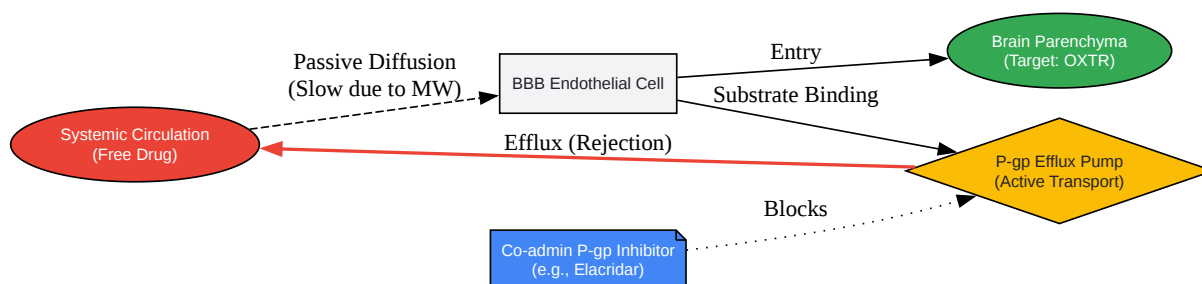 Passive Diffusion
(Slow due to MW)
Systemic Circulation
(Free Drug)
BBB Endothelial Cell
Entry
Substrate Binding
Efflux (Rejection)
Brain Parenchyma
(Target: OXTR)
P-gp Efflux Pump
(Active Transport)
Blocks
Co-admin P-gp Inhibitor
(e.g., Elacridar)